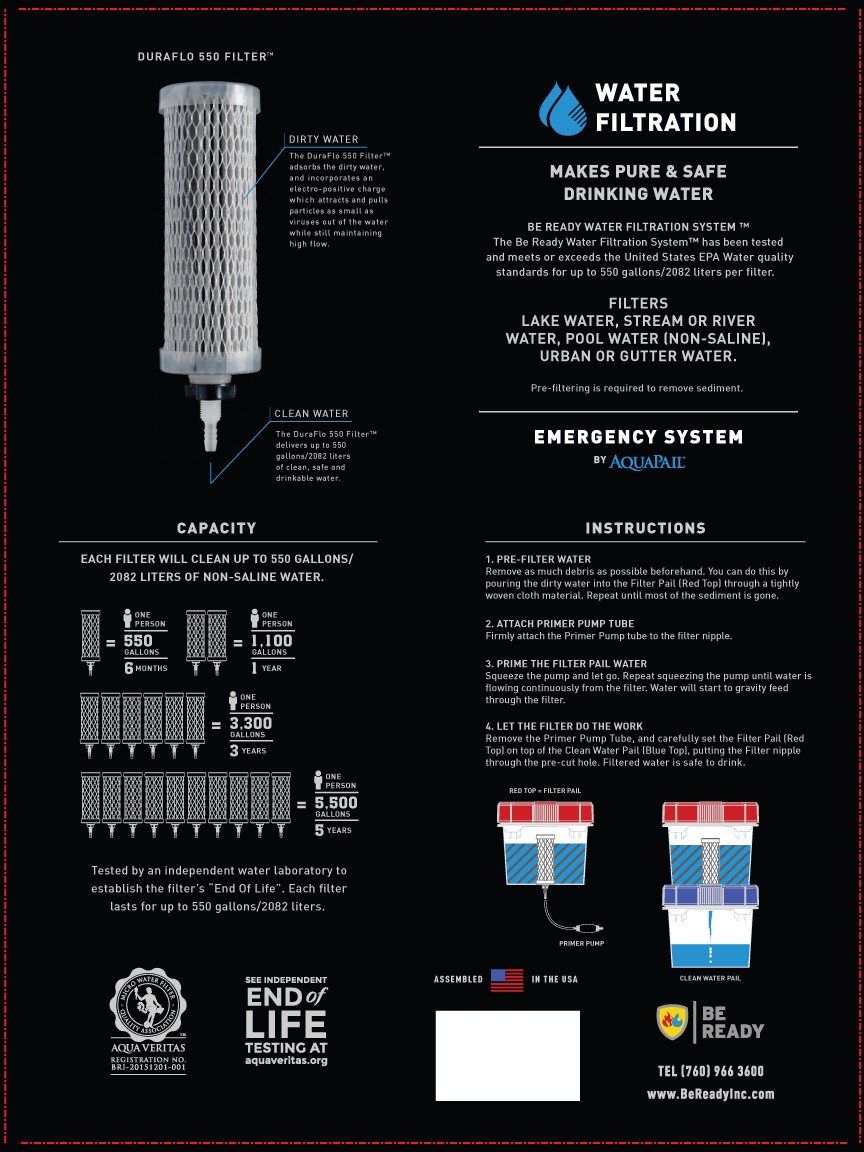 DURAFLO 550 FILTER™
DIRTY WATER
The DuraFlo 550 Filter™
adsorbs the dirty water,
and incorporates an
electro-positive charge
which attracts and pulls
particles as small as
viruses out of the water
while still maintaining
high flow.
CLEAN WATER
The DuraFlo 550 Filter™
delivers up to 550
gallons/2082 liters
of clean, safe and
drinkable water.
WATER
FILTRATION
MAKES PURE & SAFE
DRINKING WATER
BE READY WATER FILTRATION SYSTEM ™
The Be Ready Water Filtration System™ has been tested
and meets or exceeds the United States EPA Water quality
standards for up to 550 gallons/2082 liters per filter.
FILTERS
LAKE WATER, STREAM OR RIVER
WATER, POOL WATER (NON-SALINE),
URBAN OR GUTTER WATER.
Pre-filtering is required to remove sediment.
EMERGENCY SYSTEM
BY AQUAPAIL™
CAPACITY
EACH FILTER WILL CLEAN UP TO 550 GALLONS/
2082 LITERS OF NON-SALINE WATER.
= ONE PERSON 550 GALLONS 6 MONTHS
= ONE PERSON 1,100 GALLONS 1 YEAR
= ONE PERSON 3,300 GALLONS 3 YEARS
= ONE PERSON 5,500 GALLONS 5 YEARS
Tested by an independent water laboratory to
establish the filter's "End Of Life". Each filter
lasts for up to 550 gallons/2082 liters.
INSTRUCTIONS
1. PRE-FILTER WATER
Remove as much debris as possible beforehand. You can do this by
pouring the dirty water into the Filter Pail (Red Top) through a tightly
woven cloth material. Repeat until most of the sediment is gone.
2. ATTACH PRIMER PUMP TUBE
Firmly attach the Primer Pump tube to the filter nipple.
3. PRIME THE FILTER PAIL WATER
Squeeze the pump and let go. Repeat squeezing the pump until water is
flowing continuously from the filter. Water will start to gravity feed
through the filter.
4. LET THE FILTER DO THE WORK
Remove the Primer Pump Tube, and carefully set the Filter Pail (Red
Top) on top of the Clean Water Pail (Blue Top), putting the Filter nipple
through the pre-cut hole. Filtered water is safe to drink.
RED TOP = FILTER PAIL
PRIMER PUMP
CLEAN WATER PAIL
MICRO WATER FILTER
QUALITY ASSOCIATION
™
AQUA VERITAS
REGISTRATION NO.
BRI-20151201-001
SEE INDEPENDENT
END of
LIFE
TESTING AT
aquaveritas.org
ASSEMBLED IN THE USA
BE
READY
TEL (760) 966 3600
www.BeReadyInc.com